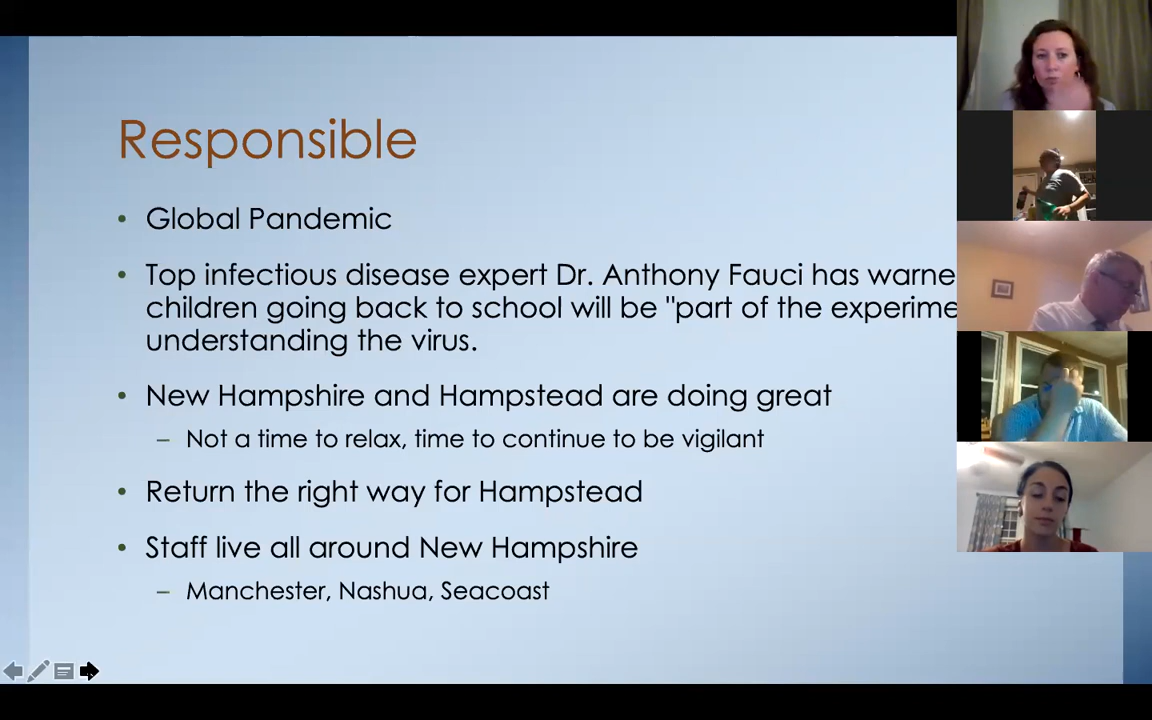 Responsible
• Global Pandemic
• Top infectious disease expert Dr. Anthony Fauci has warne
children going back to school will be "part of the experime
understanding the virus.
• New Hampshire and Hampstead are doing great
– Not a time to relax, time to continue to be vigilant
• Return the right way for Hampstead
• Staff live all around New Hampshire
– Manchester, Nashua, Seacoast